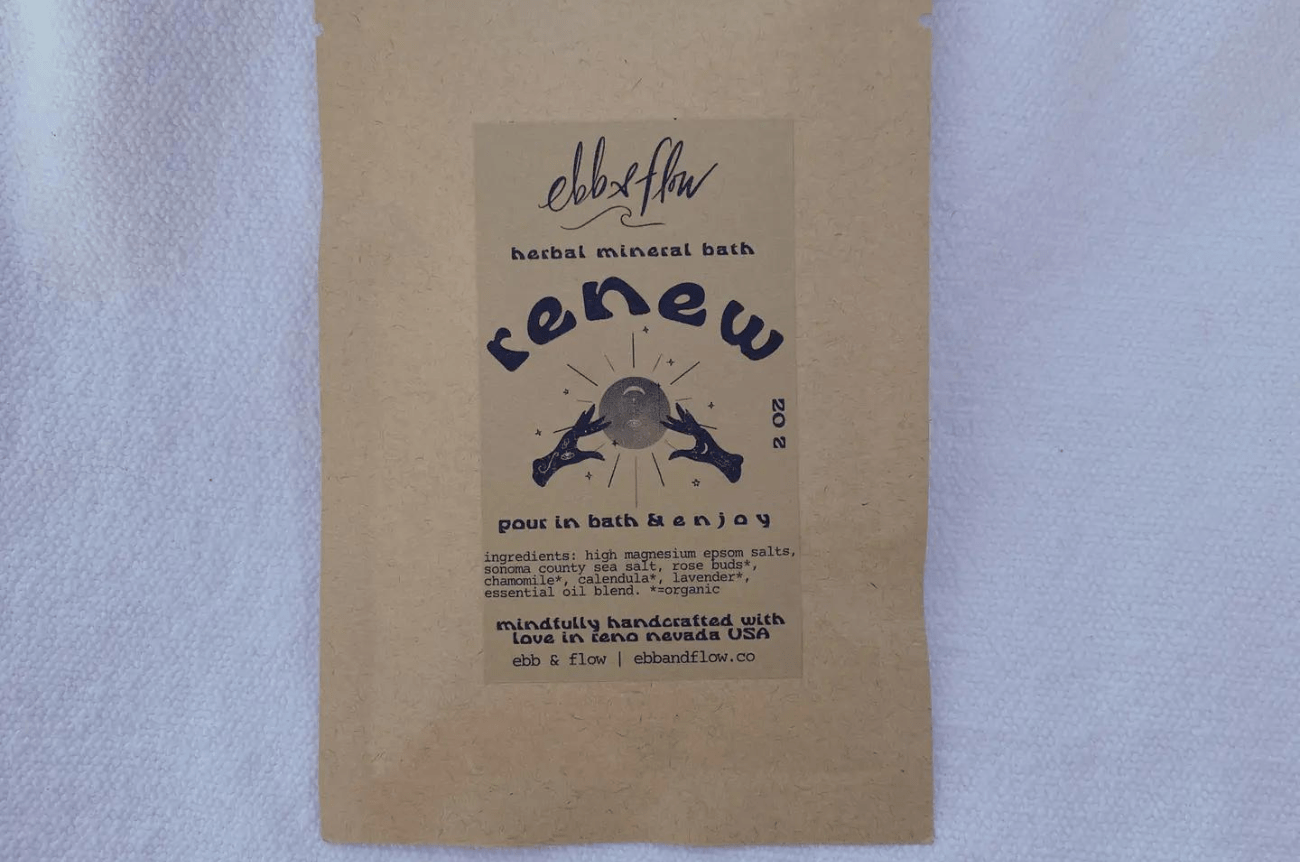 ebb & flow
herbal mineral bath
renew
2 oz
pour in bath & enjoy
ingredients: high magnesium epsom salts,
sonoma county sea salt, rose buds*,
chamomile*, calendula*, lavender*,
essential oil blend. *=organic
mindfully handcrafted with
love in reno nevada USA
ebb & flow | ebbandflow.co